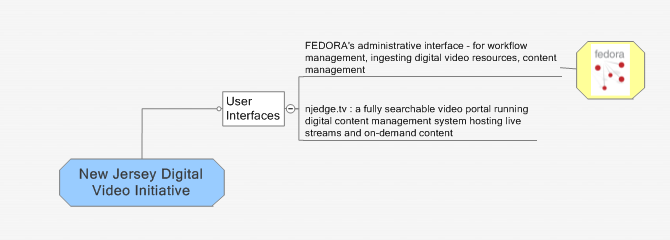 FEDORA's administrative interface - for workflow
management, ingesting digital video resources, content
management
fedora
User
Interfaces
njedge.tv : a fully searchable video portal running
digital content management system hosting live
streams and on-demand content
New Jersey Digital
Video Initiative